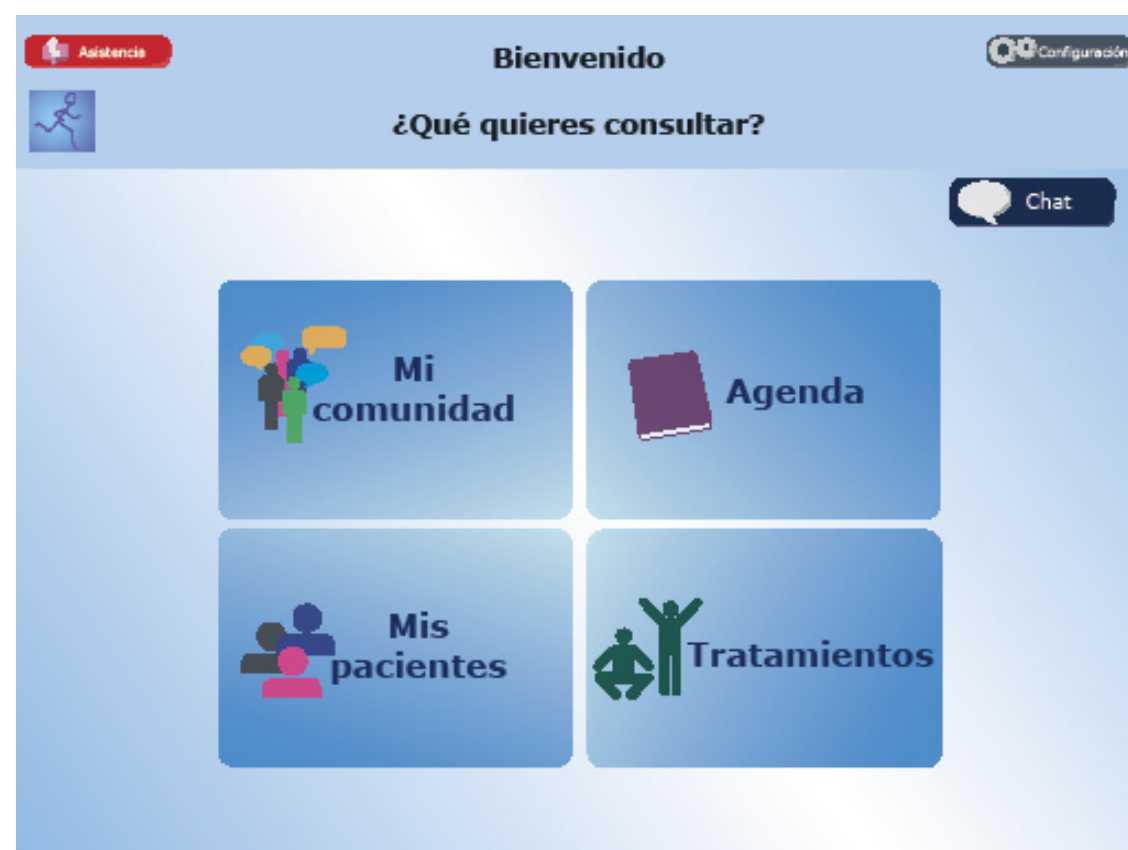 Asistencia
Bienvenido
Configuración
¿Qué quieres consultar?
Chat
Mi
comunidad
Agenda
Mis
pacientes
Tratamientos